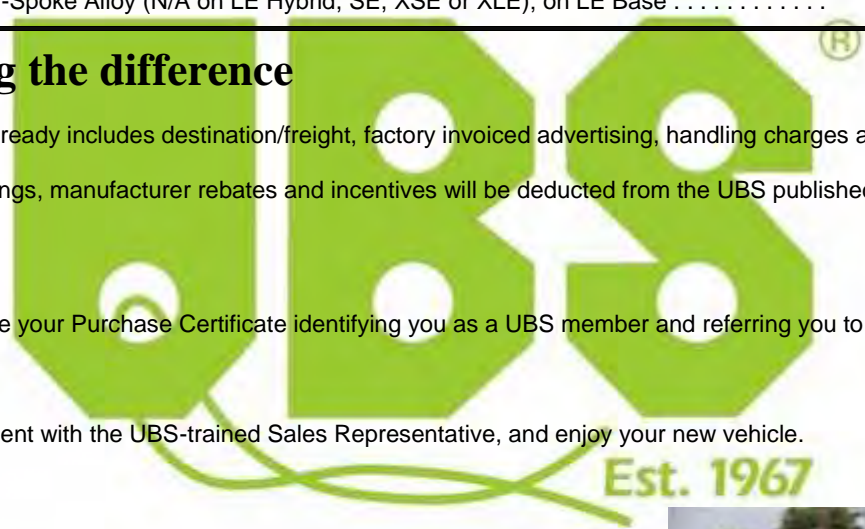 -Spoke Alloy (N/A on LE Hybrid, SE, XSE or XLE), on LE Base . . . . . . . . . . . .
g the difference
ready includes destination/freight, factory invoiced advertising, handling charges a
ngs, manufacturer rebates and incentives will be deducted from the UBS published
e your Purchase Certificate identifying you as a UBS member and referring you to
ent with the UBS-trained Sales Representative, and enjoy your new vehicle.
UBS ®
Est. 1967